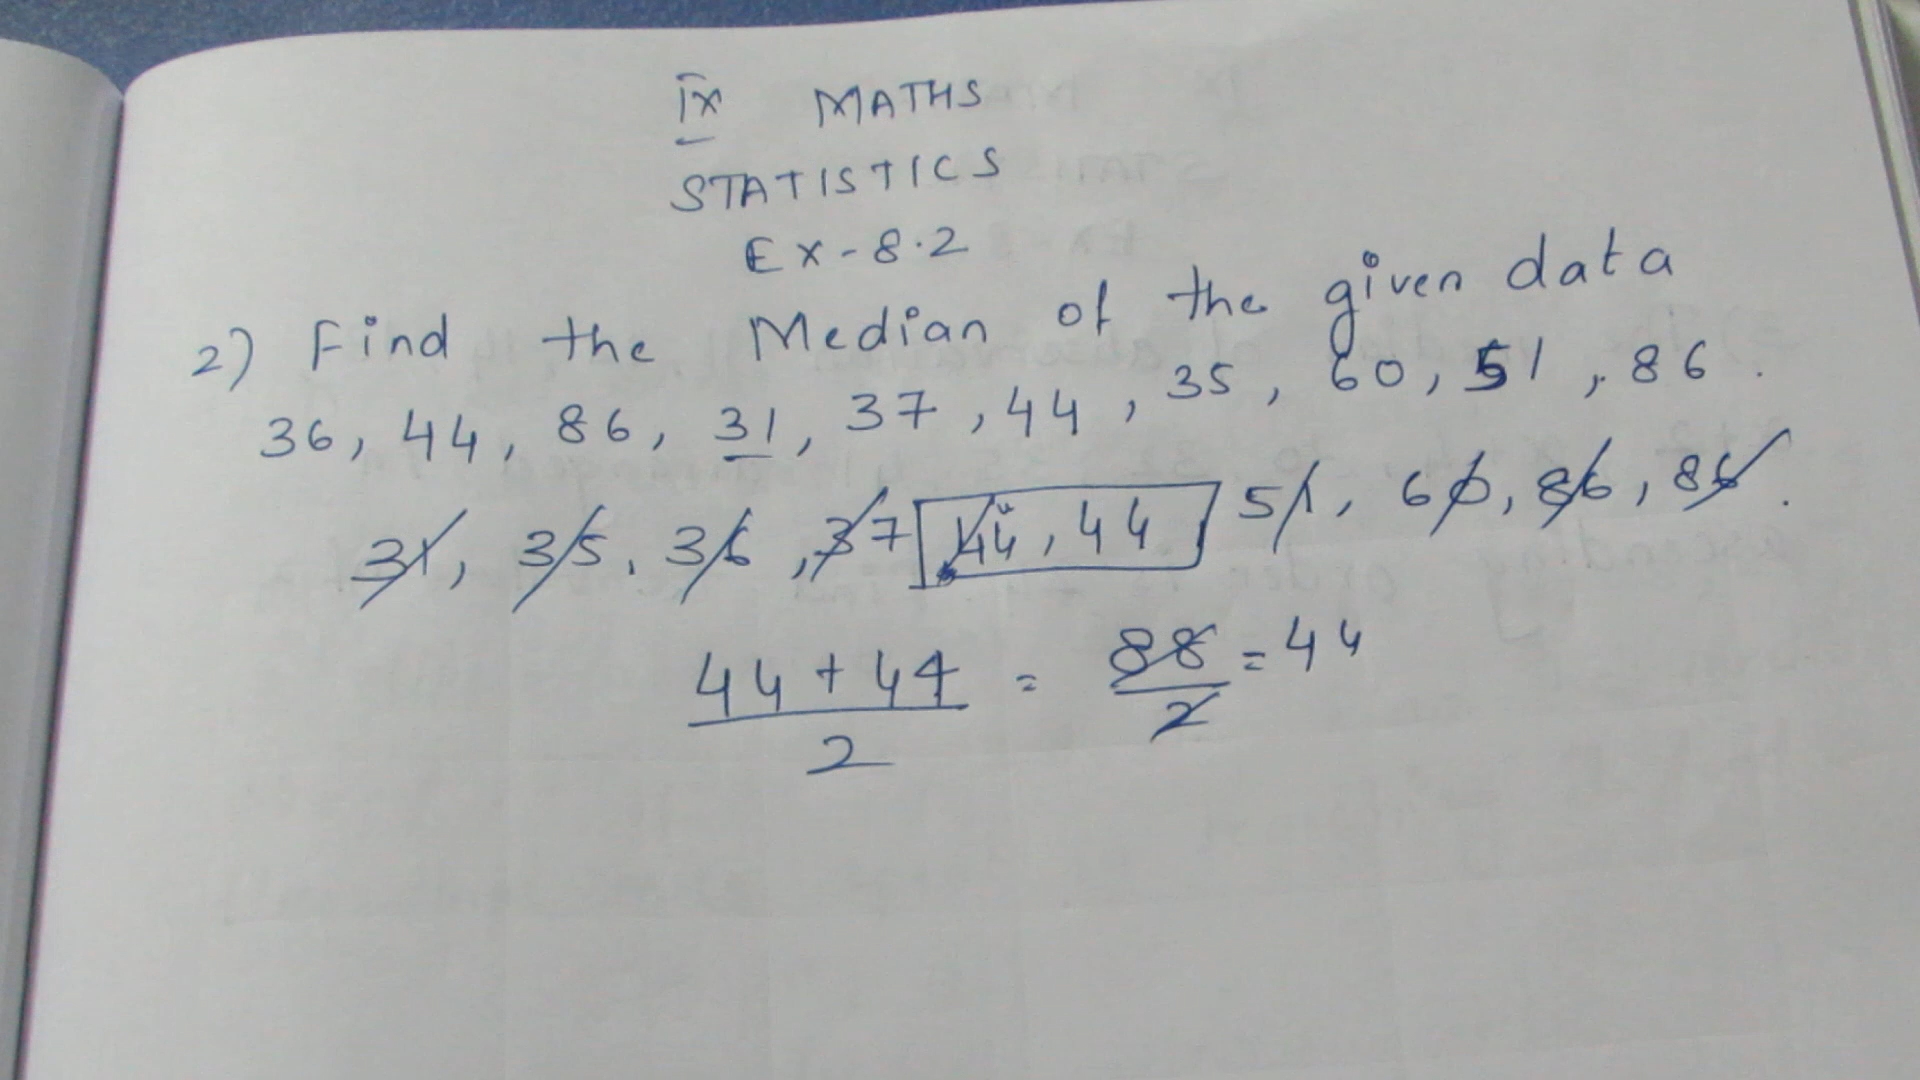 IX MATHS
STATISTICS
EX-8.2
2) Find the Median of the given data
36, 44, 86, 31, 37, 44, 35, 60, 51, 86.
31, 35, 36, 37 44, 44 51, 60, 86, 86.
44+44 = 88 = 44
2 2